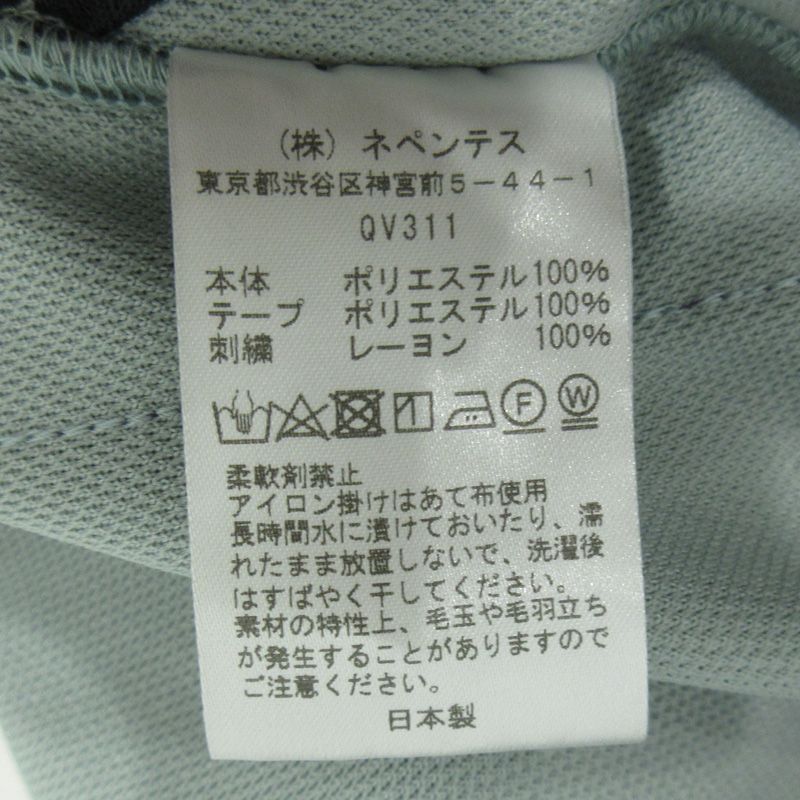 （株）ネペンテス
東京都渋谷区神宮前５－４４－１
QV311
本体 ポリエステル100%
テープ ポリエステル100%
刺繍 レーヨン 100%
F W
柔軟剤禁止
アイロン掛けはあて布使用
長時間水に漬けておいたり、濡
れたまま放置しないで、洗濯後
はすばやく干してください。
素材の特性上、毛玉や毛羽立ち
が発生することがありますので
ご注意ください。
日本製